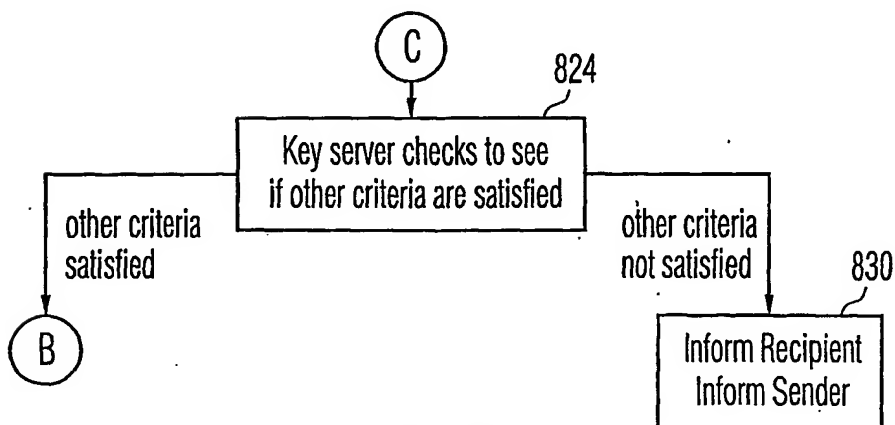 C
824
Key server checks to see
if other criteria are satisfied
other criteria
satisfied
other criteria
not satisfied
830
B
Inform Recipient
Inform Sender